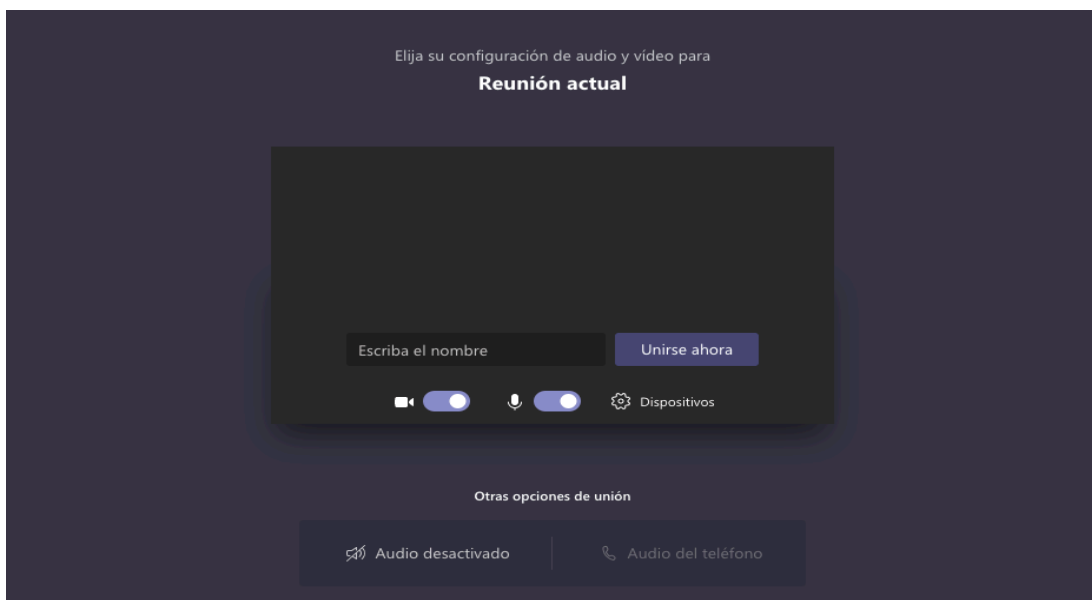 Elija su configuración de audio y vídeo para
Reunión actual
Escriba el nombre
Unirse ahora
Dispositivos
Otras opciones de unión
Audio desactivado
Audio del teléfono